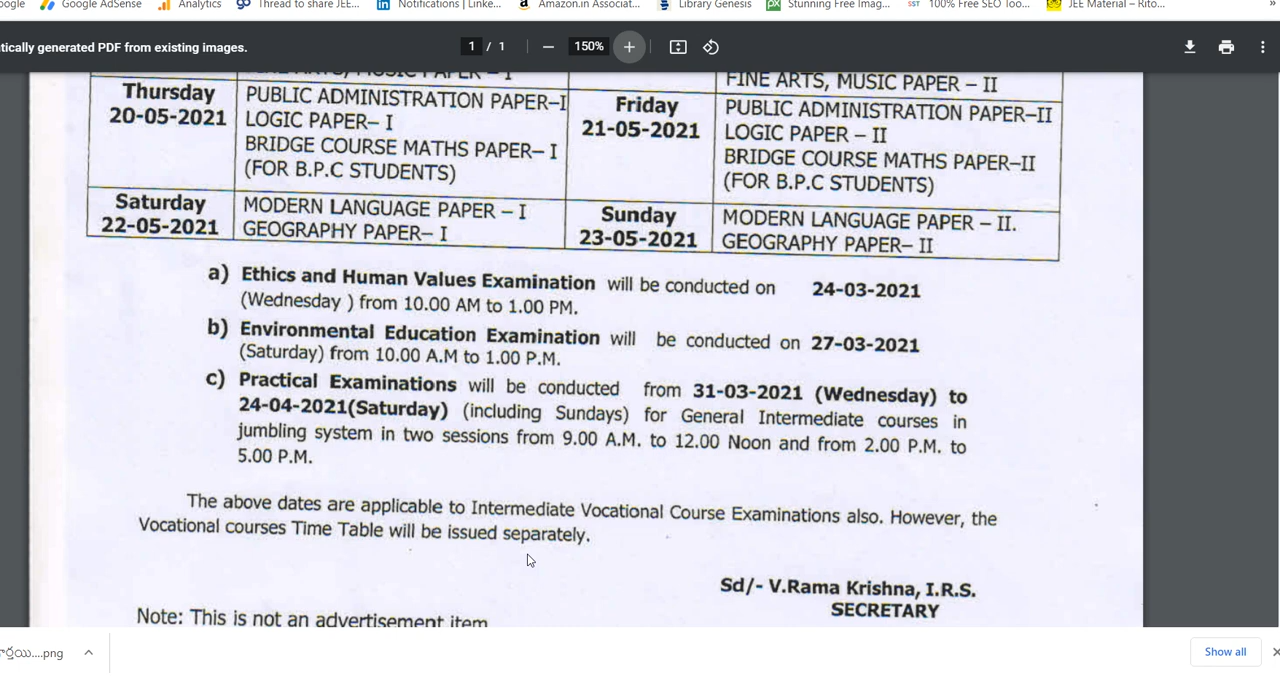 Google AdSense Analytics Thread to share JEE... Notifications | Linke... Amazon.in Associat... Library Genesis Stunning Free Imag... 100% Free SEO Too... JEE Material – Rito... »
tically generated PDF from existing images. 1 / 1 — 150% +
FINE ARTS, MUSIC PAPER – I
FINE ARTS, MUSIC PAPER – II
Thursday
20-05-2021
PUBLIC ADMINISTRATION PAPER–I
LOGIC PAPER– I
BRIDGE COURSE MATHS PAPER– I
(FOR B.P.C STUDENTS)
Friday
21-05-2021
PUBLIC ADMINISTRATION PAPER–II
LOGIC PAPER – II
BRIDGE COURSE MATHS PAPER–II
(FOR B.P.C STUDENTS)
Saturday
22-05-2021
MODERN LANGUAGE PAPER – I
GEOGRAPHY PAPER– I
Sunday
23-05-2021
MODERN LANGUAGE PAPER – II.
GEOGRAPHY PAPER– II
a) Ethics and Human Values Examination will be conducted on 24-03-2021
(Wednesday ) from 10.00 AM to 1.00 PM.
b) Environmental Education Examination will be conducted on 27-03-2021
(Saturday) from 10.00 A.M to 1.00 P.M.
c) Practical Examinations will be conducted from 31-03-2021 (Wednesday) to
24-04-2021(Saturday) (including Sundays) for General Intermediate courses in
jumbling system in two sessions from 9.00 A.M. to 12.00 Noon and from 2.00 P.M. to
5.00 P.M.
The above dates are applicable to Intermediate Vocational Course Examinations also. However, the
Vocational courses Time Table will be issued separately.
Sd/- V.Rama Krishna, I.R.S.
SECRETARY
Note: This is not an advertisement item
....png
Show all